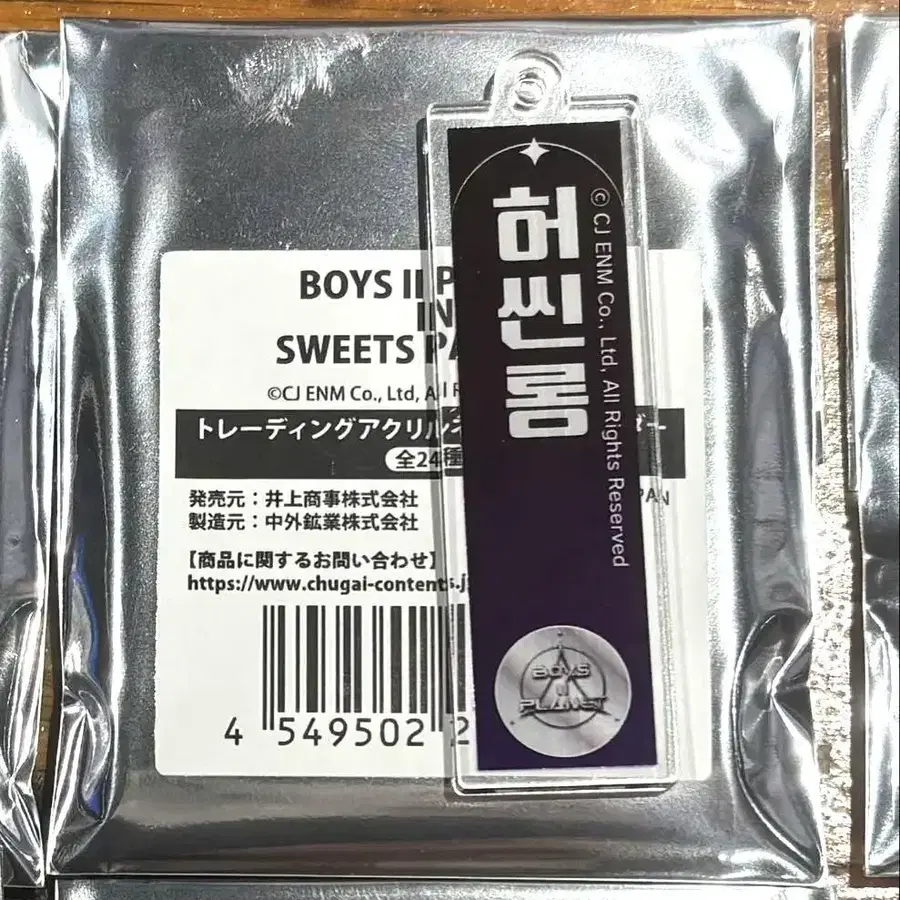 BOYS II P
IN
SWEETS PA
©CJ ENM Co., Ltd, All R
トレーディングアクリル
ダー
全24種
発売元：井上商事株式会社
PAN
製造元：中外鉱業株式会社
【商品に関するお問い合わせ】
https://www.chugai-contents.j
4 549502 2
허씬롱
© CJ ENM Co., Ltd, All Rights Reserved
BOYS
II
PLANET